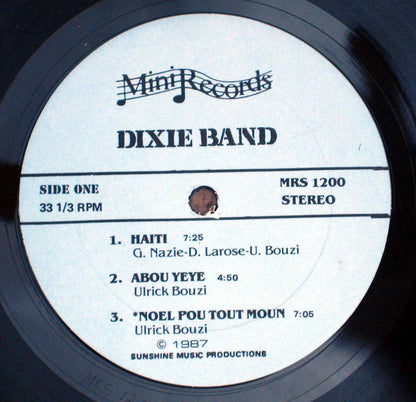 Mini Records
DIXIE BAND
SIDE ONE
33 1/3 RPM
MRS 1200
STEREO
1. HAITI 7:25
G. Nazie-D. Larose-U. Bouzi
2. ABOU YEYE 4:50
Ulrick Bouzi
3. *NOEL POU TOUT MOUN 7:05
Ulrick Bouzi
© 1987
SUNSHINE MUSIC PRODUCTIONS